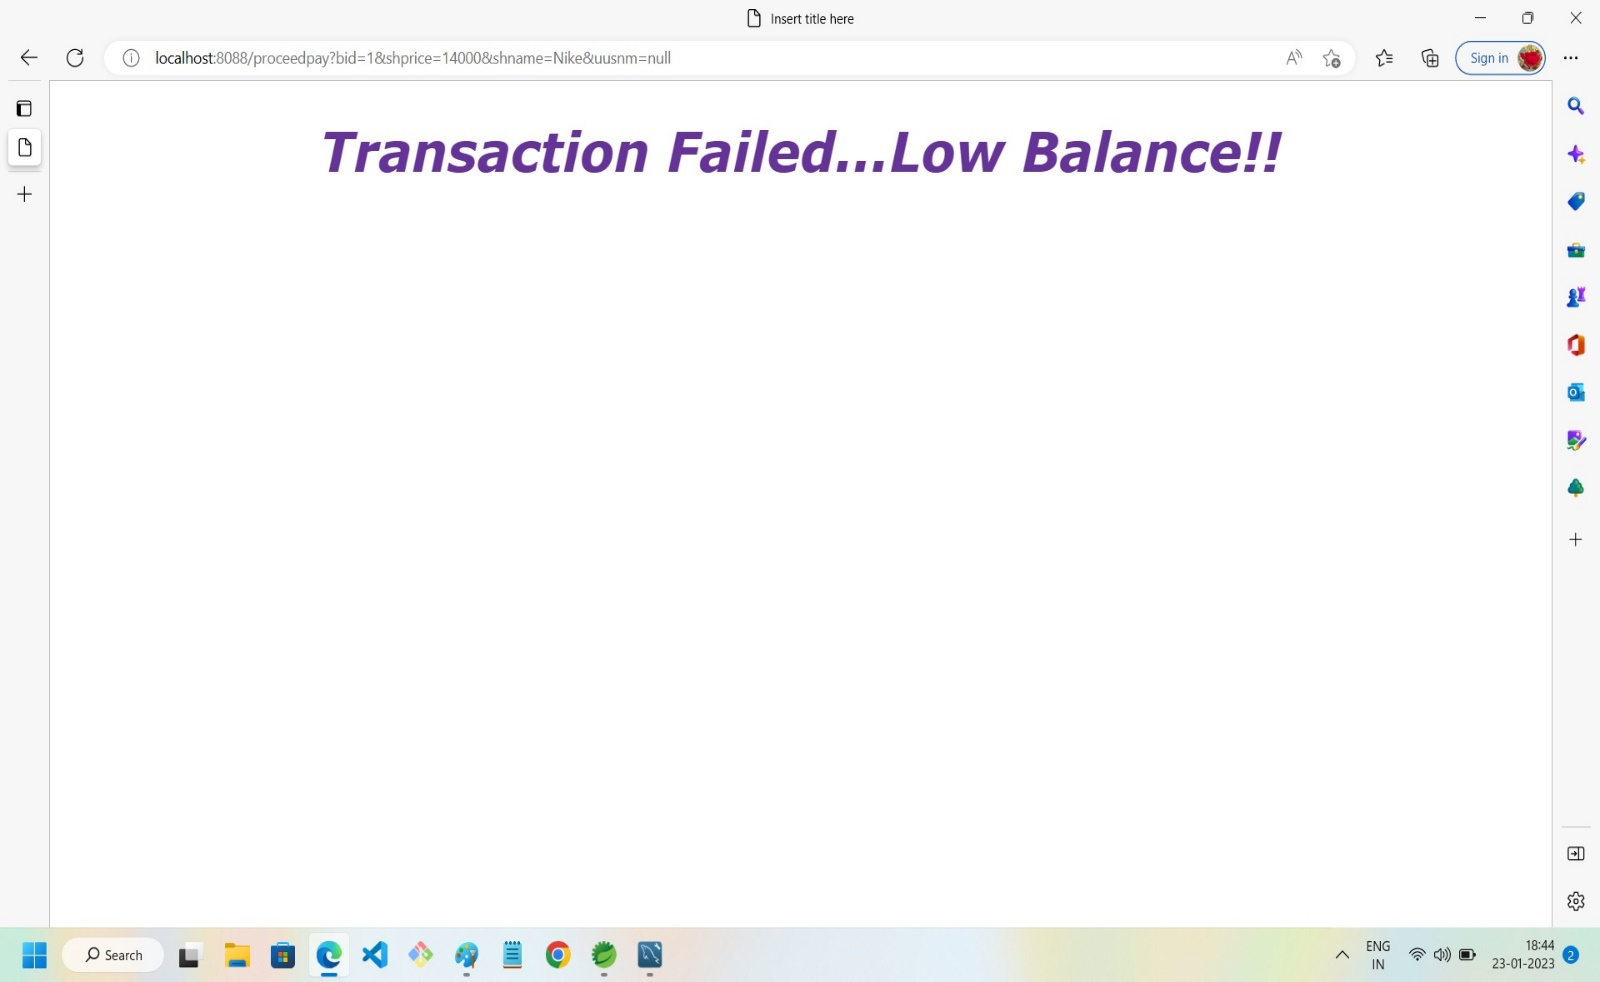 Insert title here
localhost:8088/proceedpay?bid=1&shprice=14000&shname=Nike&uusnm=null
Sign in
Transaction Failed...Low Balance!!
Search
ENG
IN
18:44
23-01-2023
2